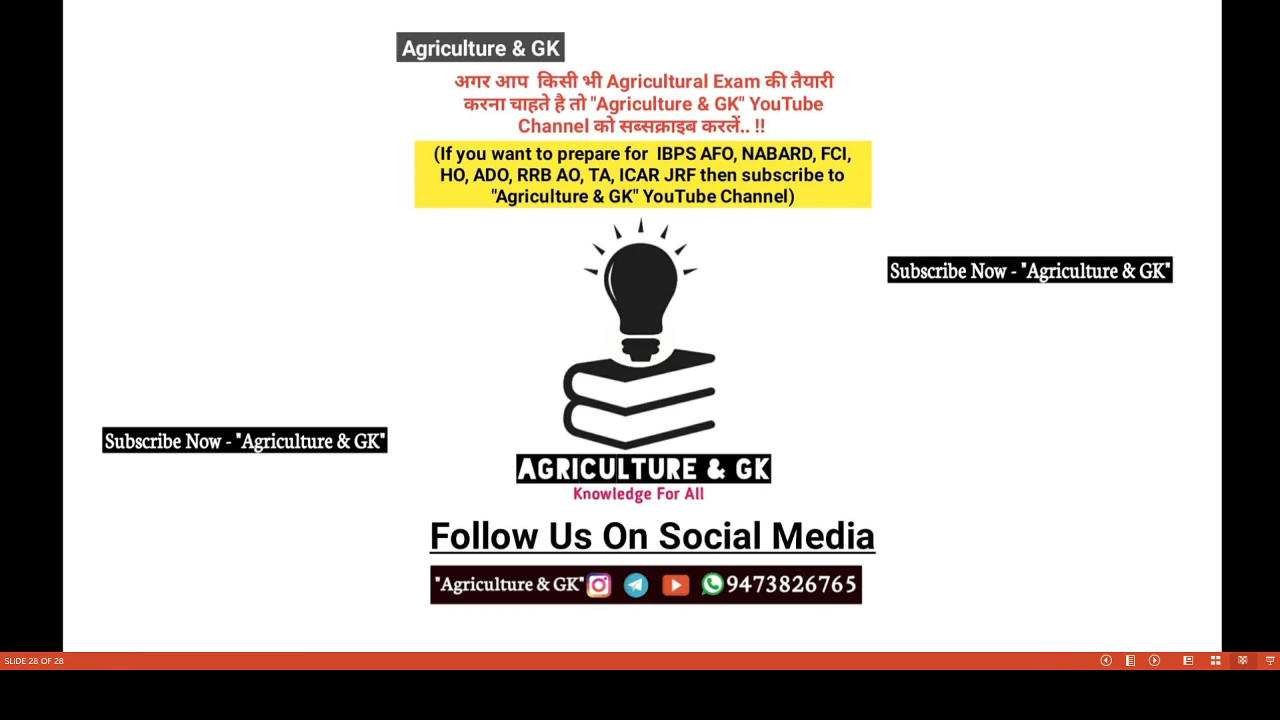 Agriculture & GK
अगर आप किसी भी Agricultural Exam की तैयारी
करना चाहते है तो "Agriculture & GK" YouTube
Channel को सब्सक्राइब करलें.. !!
(If you want to prepare for IBPS AFO, NABARD, FCI,
HO, ADO, RRB AO, TA, ICAR JRF then subscribe to
"Agriculture & GK" YouTube Channel)
Subscribe Now - "Agriculture & GK"
Subscribe Now - "Agriculture & GK"
AGRICULTURE & GK
Knowledge For All
Follow Us On Social Media
"Agriculture & GK" 9473826765
SLIDE 28 OF 28